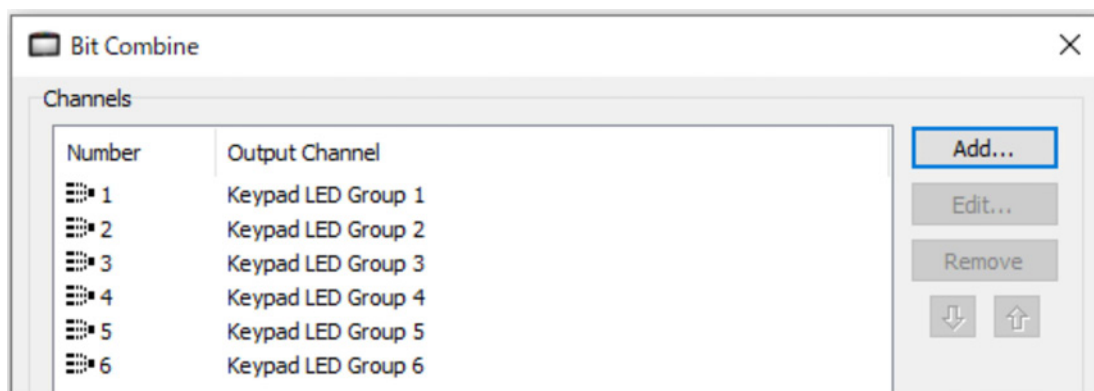 Bit Combine
Channels
Number Output Channel
1 Keypad LED Group 1
2 Keypad LED Group 2
3 Keypad LED Group 3
4 Keypad LED Group 4
5 Keypad LED Group 5
6 Keypad LED Group 6
Add...
Edit...
Remove